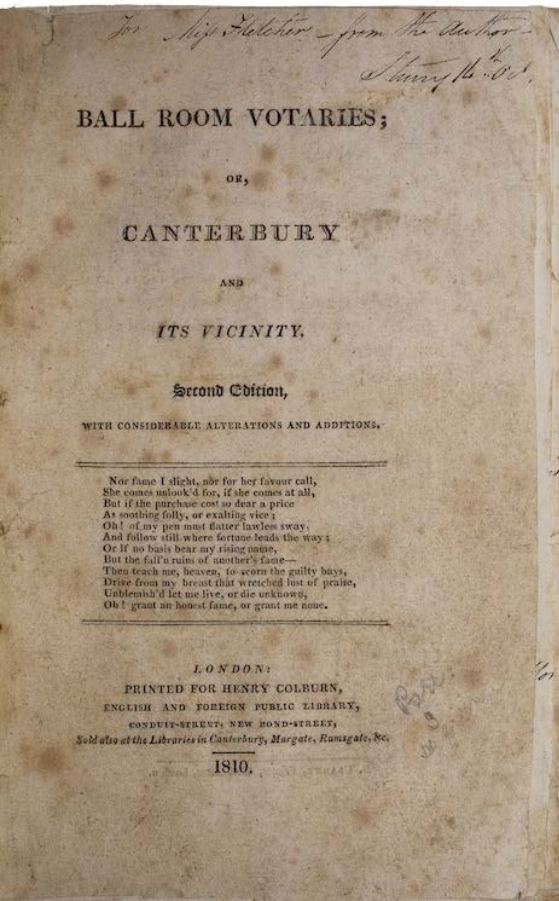 For Miss Fletcher - from the Author -
BALL ROOM VOTARIES;
OR,
CANTERBURY
AND
ITS VICINITY.
Second Edition,
WITH CONSIDERABLE ALTERATIONS AND ADDITIONS.
Nor fame I slight, nor for her favour call,
She comes unlook'd for, if she comes at all,
But if the purchase cost so dear a price
As soothing folly, or exalting vice;
Oh! of my pen must flatter lawless sway,
And follow still where fortune leads the way;
Or if no basis bear my rising name,
But the fall'n ruins of another's fame—
Then teach me, heaven, to scorn the guilty bays,
Drive from my breast that wretched lust of praise,
Unblemish'd let me live, or die unknown,
Oh! grant an honest fame, or grant me none.
LONDON:
PRINTED FOR HENRY COLBURN,
ENGLISH AND FOREIGN PUBLIC LIBRARY,
CONDUIT-STREET, NEW BOND-STREET,
Sold also at the Libraries in Canterbury, Margate, Ramsgate, &c.
1810.